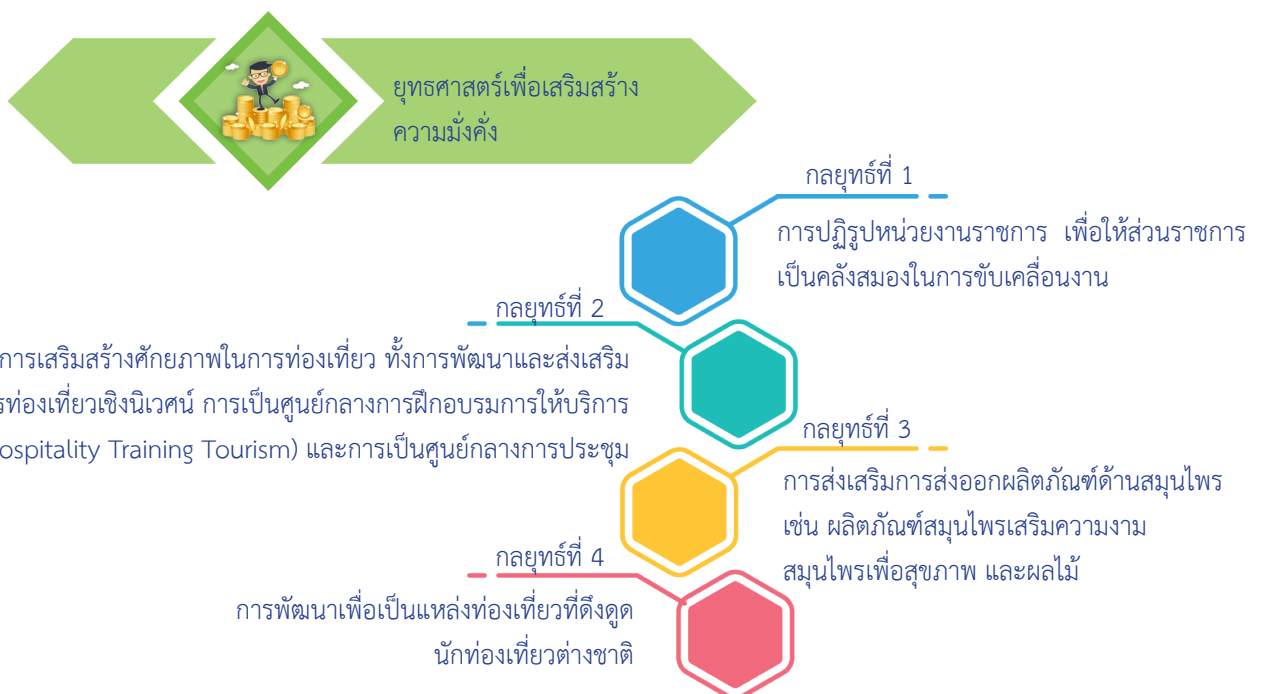 ยุทธศาสตร์เพื่อเสริมสร้าง
ความมั่งคั่ง
กลยุทธ์ที่ 1
การปฏิรูปหน่วยงานราชการ เพื่อให้ส่วนราชการ
เป็นคลังสมองในการขับเคลื่อนงาน
กลยุทธ์ที่ 2
การเสริมสร้างศักยภาพในการท่องเที่ยว ทั้งการพัฒนาและส่งเสริม
ท่องเที่ยวเชิงนิเวศน์ การเป็นศูนย์กลางการฝึกอบรมการให้บริการ
ospitality Training Tourism) และการเป็นศูนย์กลางการประชุม
กลยุทธ์ที่ 3
การส่งเสริมการส่งออกผลิตภัณฑ์ด้านสมุนไพร
เช่น ผลิตภัณฑ์สมุนไพรเสริมความงาม
สมุนไพรเพื่อสุขภาพ และผลไม้
กลยุทธ์ที่ 4
การพัฒนาเพื่อเป็นแหล่งท่องเที่ยวที่ดึงดูด
นักท่องเที่ยวต่างชาติ